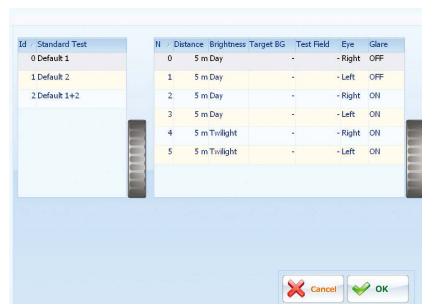 Id Standard Test
0 Default 1
1 Default 2
2 Default 1+2
N Distance Brightness Target BG Test Field Eye Glare
0 5 m Day - - Right OFF
1 5 m Day - - Left OFF
2 5 m Day - - Right ON
3 5 m Day - - Left ON
4 5 m Twilight - - Right ON
5 5 m Twilight - - Left ON
Cancel OK